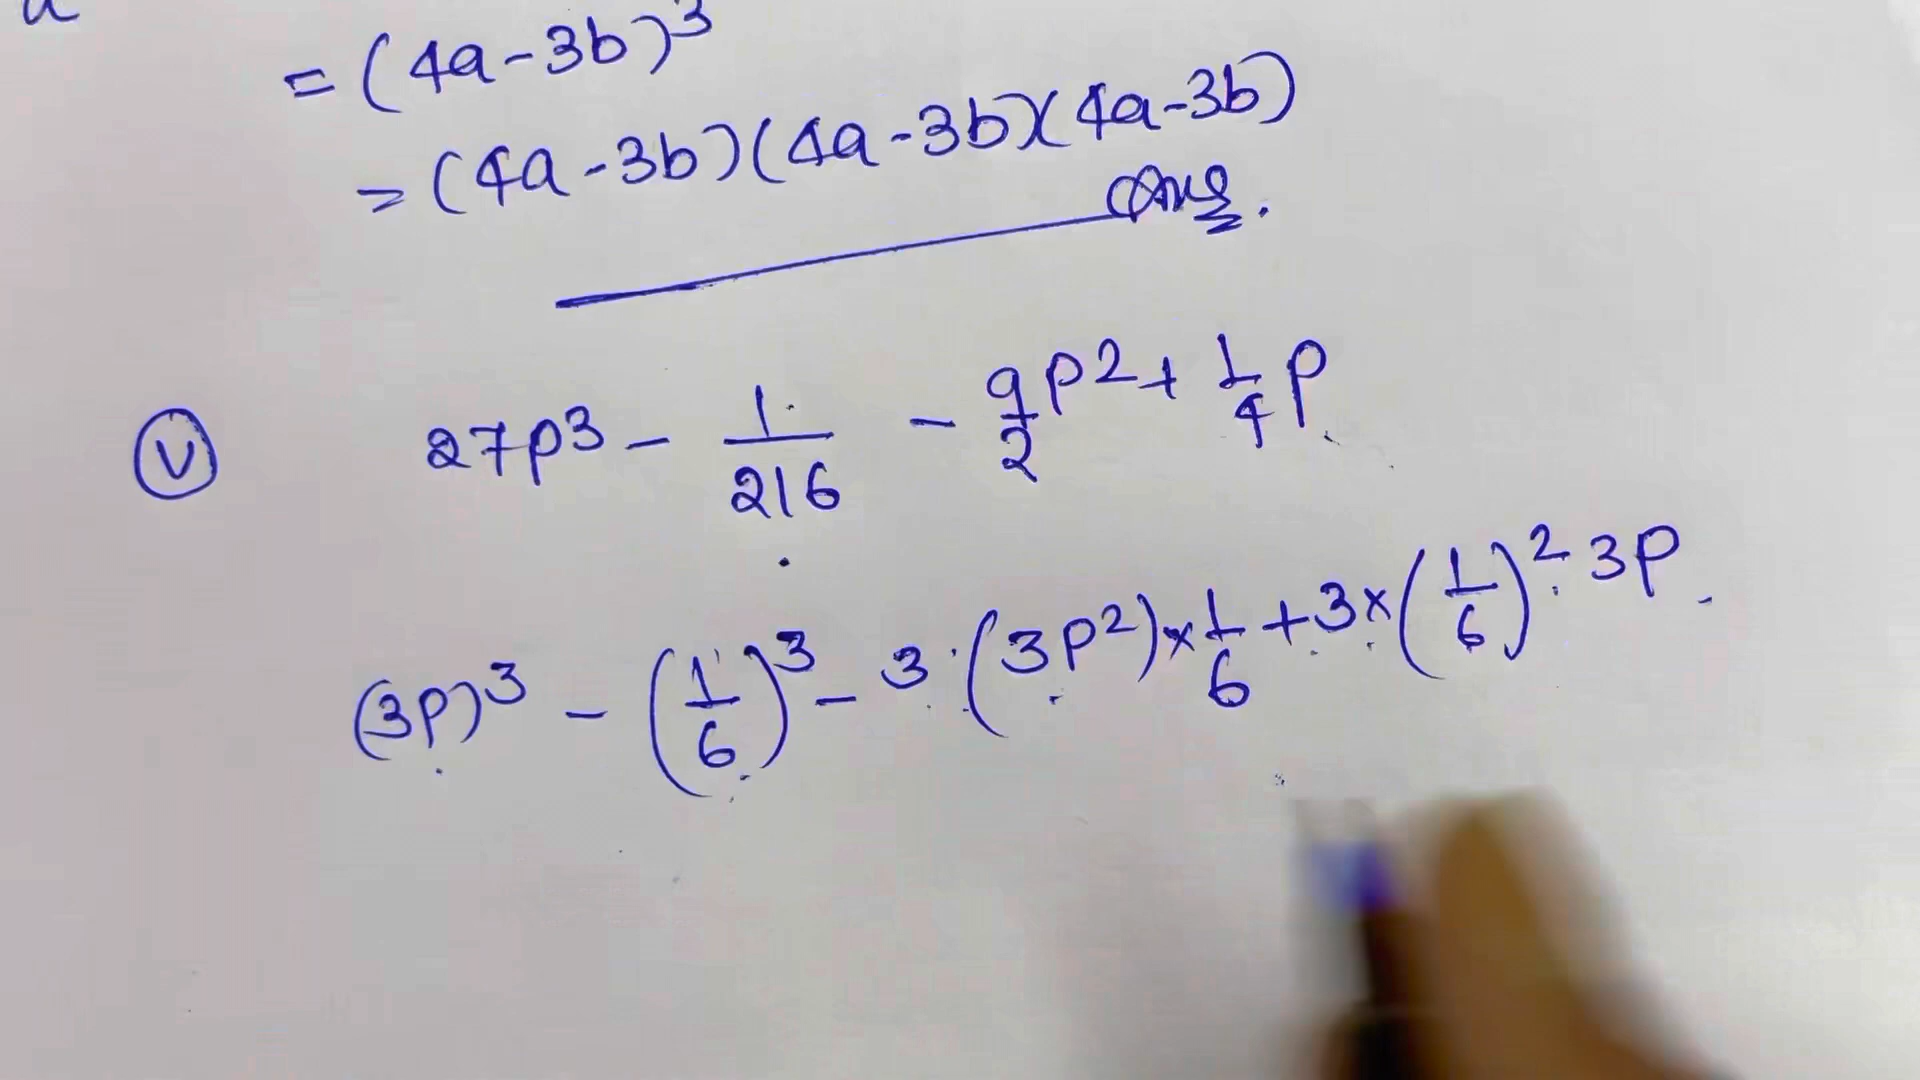 = (4a-3b)³
= (4a-3b)(4a-3b)(4a-3b)
Ans.
(v) 27p³ - 1/216 - 9/2 p² + 1/4 p
(3p)³ - (1/6)³ - 3·(3p²)×1/6 + 3×(1/6)² 3p